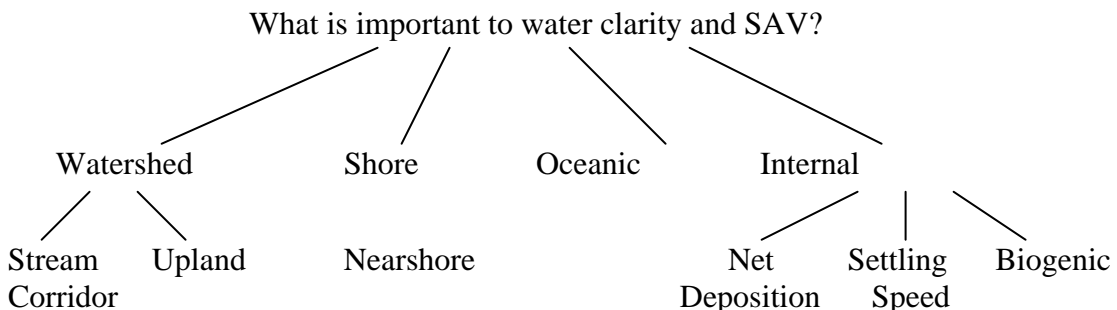 What is important to water clarity and SAV?
Watershed Shore Oceanic Internal
Stream Upland Nearshore Net Settling Biogenic
Corridor Deposition Speed